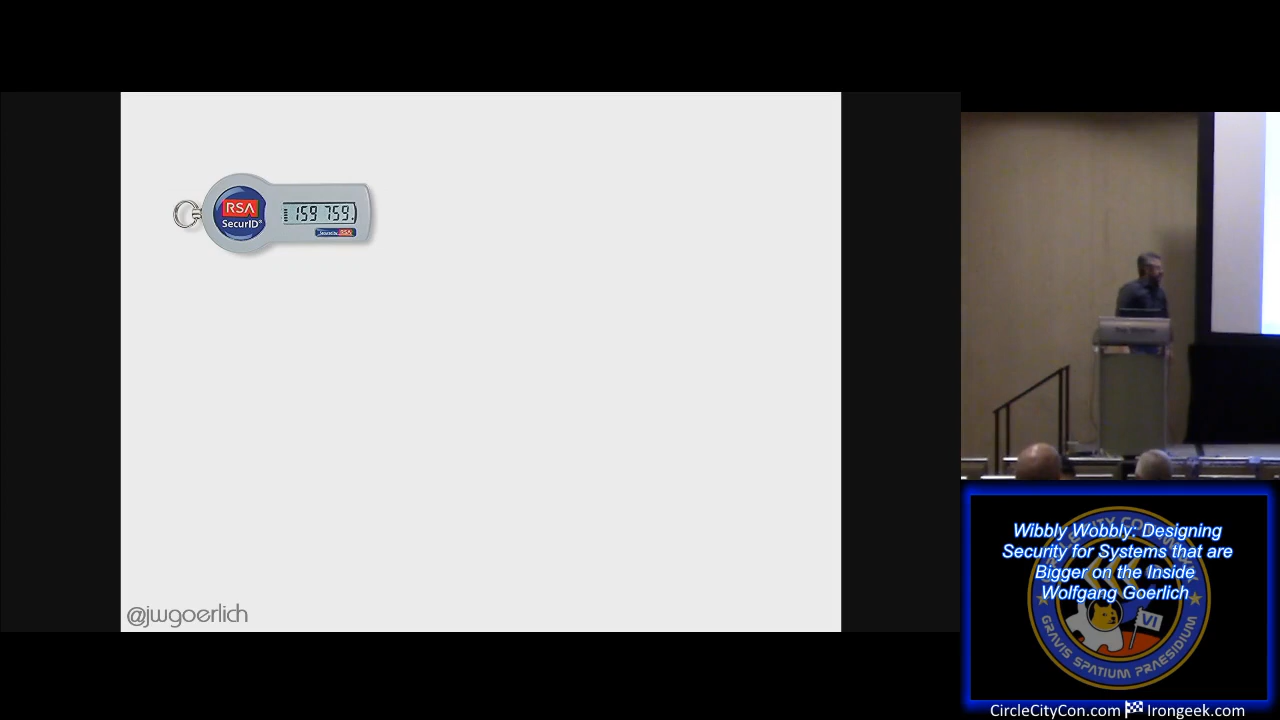 RSA
SecurID®
159 759
@jwgoerlich
Wibbly Wobbly: Designing
Security for Systems that are
Bigger on the Inside
Wolfgang Goerlich
VI
GRAVIS SPATIUM PRAESIDIUM
CircleCityCon.com Irongeek.com